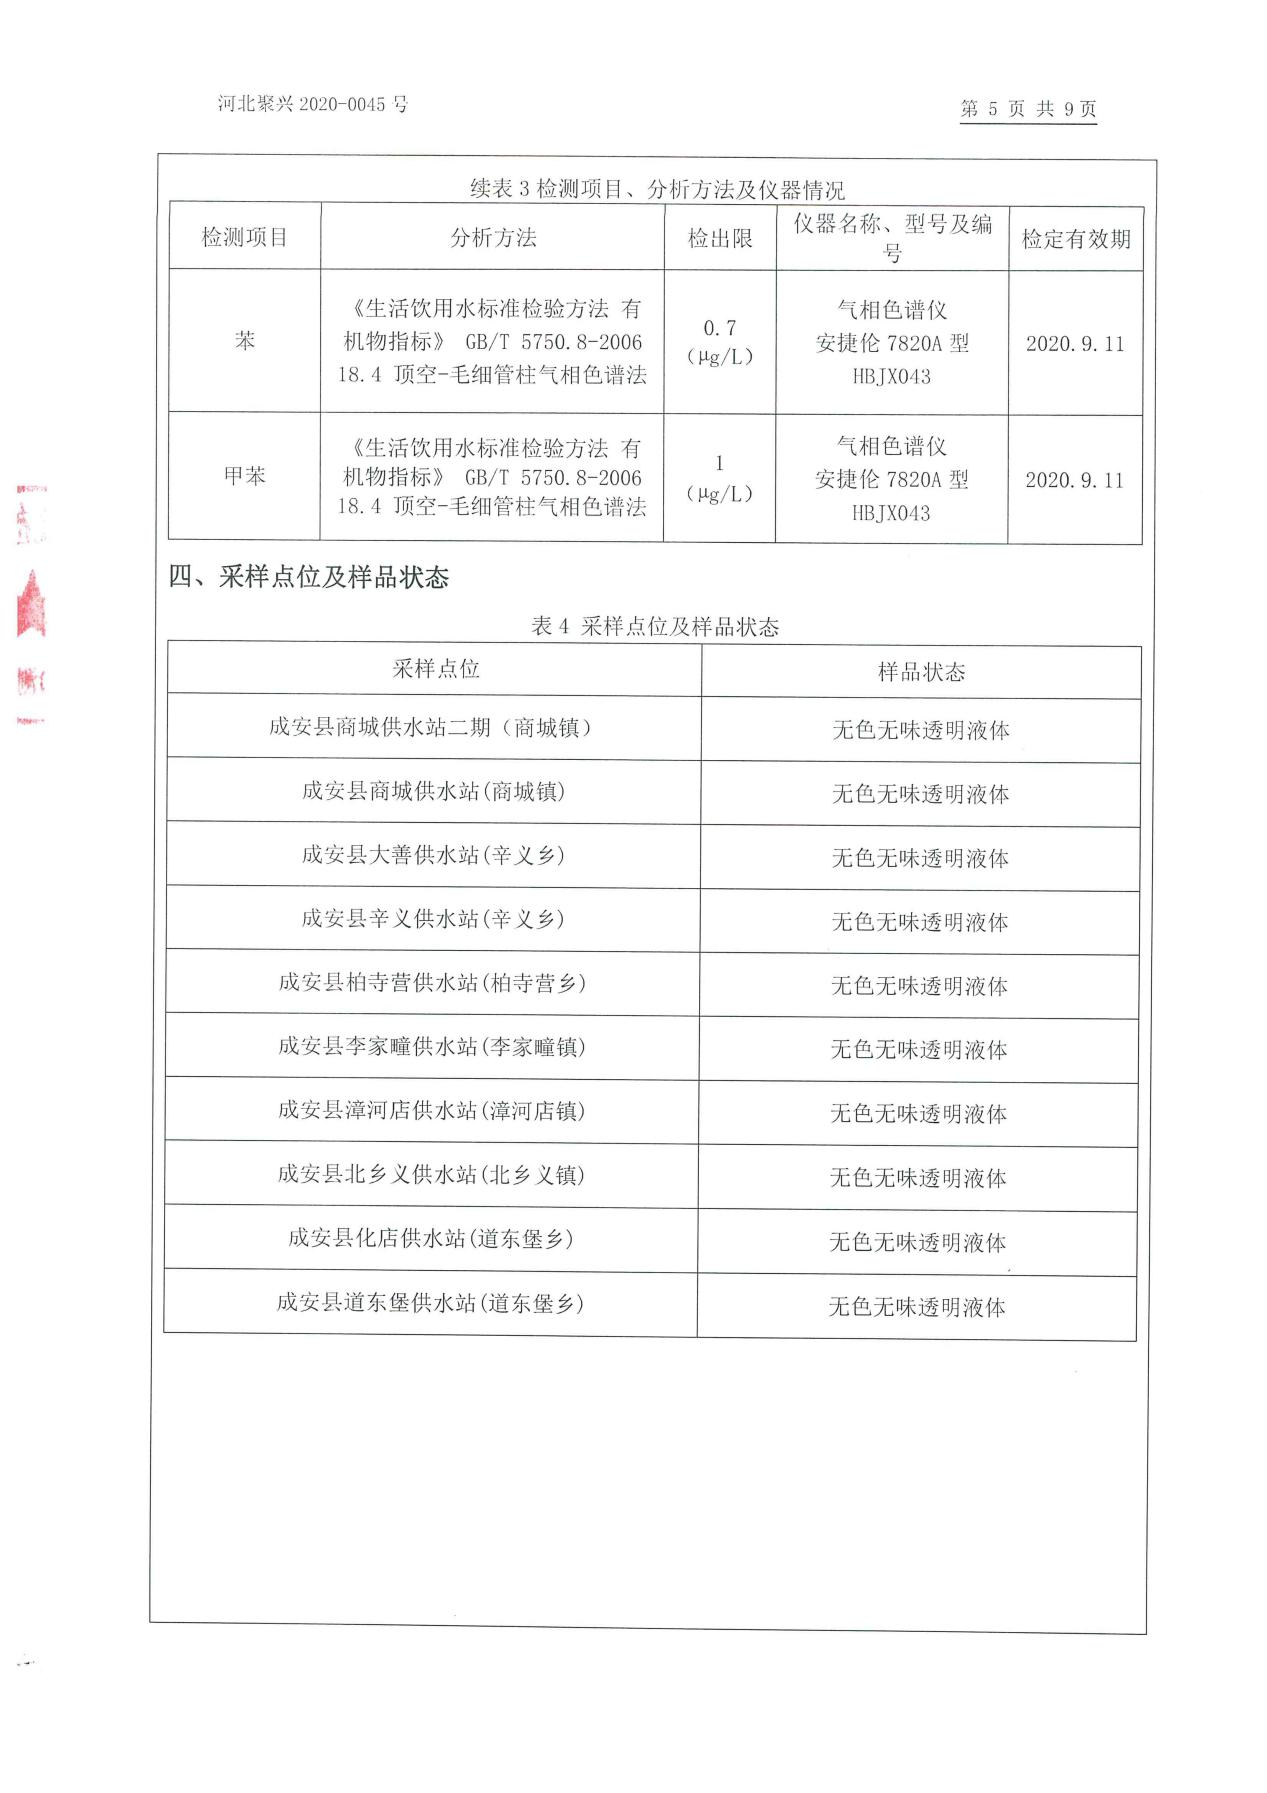 河北聚兴 2020-0045 号
第 5 页 共 9页
续表 3 检测项目、分析方法及仪器情况
检测项目
分析方法
检出限
仪器名称、型号及编
号
检定有效期
苯
《生活饮用水标准检验方法 有
机物指标》 GB/T 5750.8-2006
18.4 顶空-毛细管柱气相色谱法
0.7
(μg/L)
气相色谱仪
安捷伦 7820A 型
HBJX043
2020.9.11
甲苯
《生活饮用水标准检验方法 有
机物指标》 GB/T 5750.8-2006
18.4 顶空-毛细管柱气相色谱法
1
(μg/L)
气相色谱仪
安捷伦 7820A 型
HBJX043
2020.9.11
四、采样点位及样品状态
表 4 采样点位及样品状态
采样点位
样品状态
成安县商城供水站二期（商城镇）
无色无味透明液体
成安县商城供水站(商城镇)
无色无味透明液体
成安县大善供水站(辛义乡)
无色无味透明液体
成安县辛义供水站(辛义乡)
无色无味透明液体
成安县柏寺营供水站(柏寺营乡)
无色无味透明液体
成安县李家疃供水站(李家疃镇)
无色无味透明液体
成安县漳河店供水站(漳河店镇)
无色无味透明液体
成安县北乡义供水站(北乡义镇)
无色无味透明液体
成安县化店供水站(道东堡乡)
无色无味透明液体
成安县道东堡供水站(道东堡乡)
无色无味透明液体